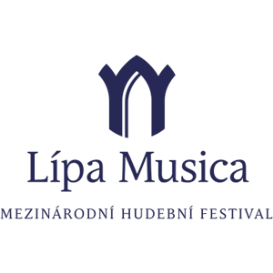 Lípa Musica
MEZINÁRODNÍ HUDEBNÍ FESTIVAL